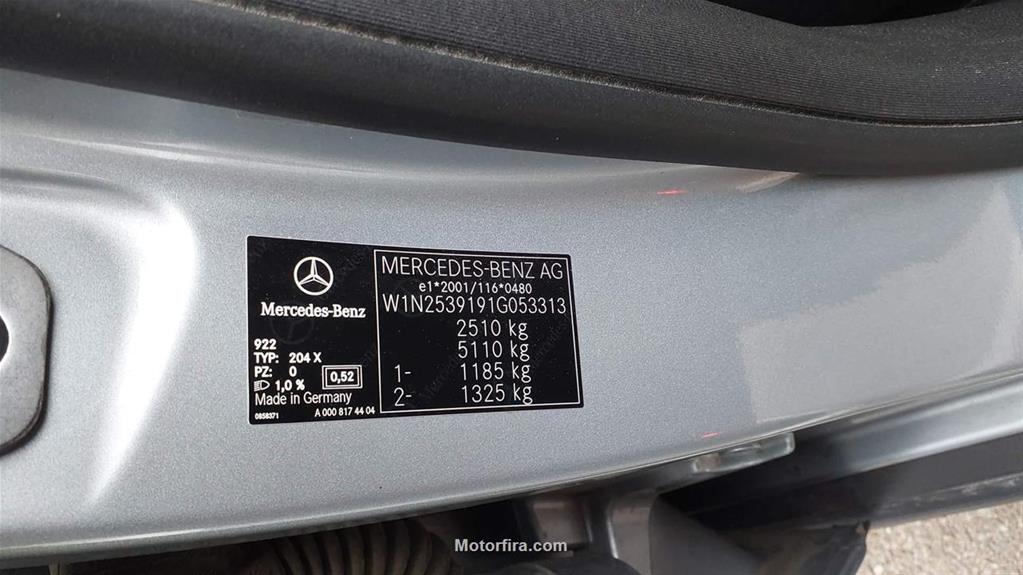 Mercedes-Benz
922
TYP: 204 X
PZ: 0
1,0 % 0,52
Made in Germany
0858371 A 000 817 44 04
MERCEDES-BENZ AG
e1*2001/116*0480
W1N2539191G053313
2510 kg
5110 kg
1- 1185 kg
2- 1325 kg
Motorfira.com